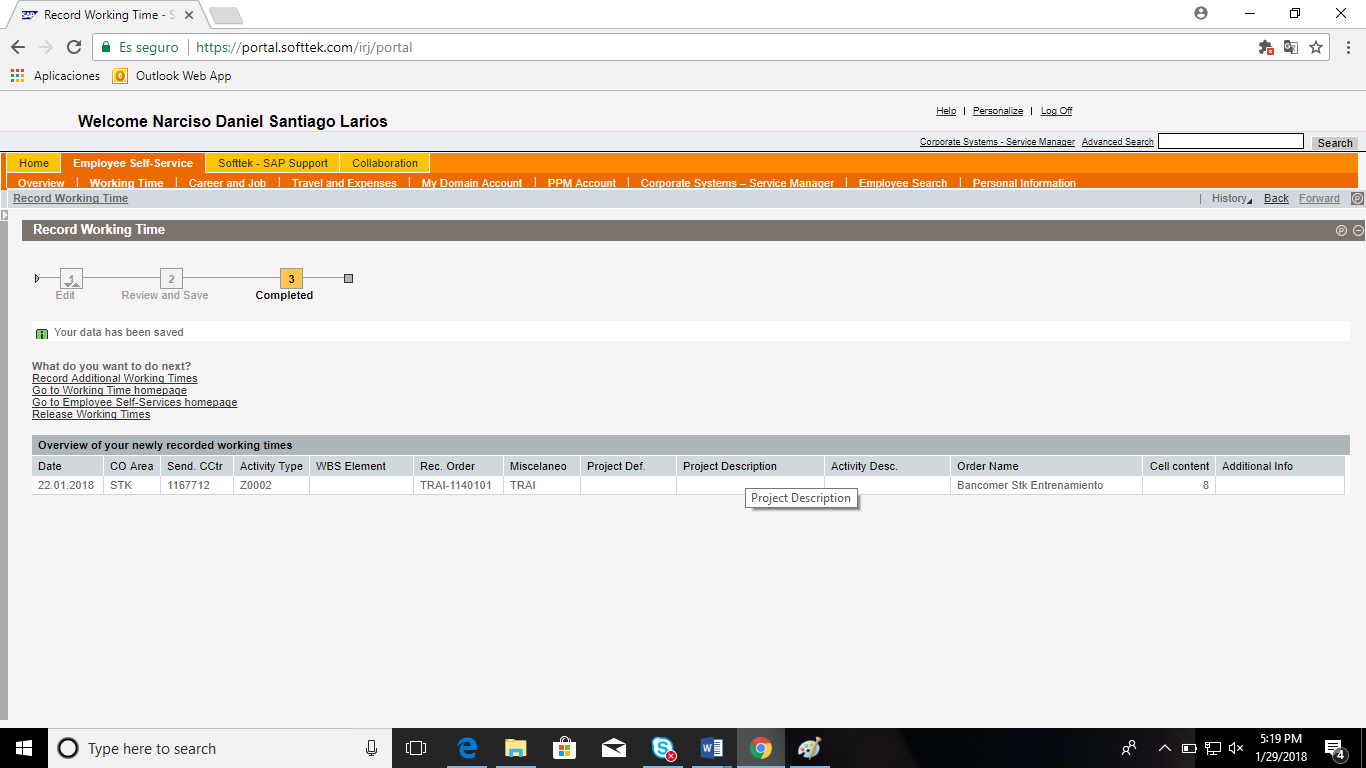 SAP Record Working Time - S
Es seguro https://portal.softtek.com/irj/portal
Aplicaciones Outlook Web App
Help | Personalize | Log Off
Welcome Narciso Daniel Santiago Larios
Corporate Systems - Service Manager Advanced Search Search
Home Employee Self-Service Softtek - SAP Support Collaboration
Overview | Working Time | Career and Job | Travel and Expenses | My Domain Account | PPM Account | Corporate Systems – Service Manager | Employee Search | Personal Information
Record Working Time | History Back Forward
Record Working Time
1 2 3
Edit Review and Save Completed
Your data has been saved
What do you want to do next?
Record Additional Working Times
Go to Working Time homepage
Go to Employee Self-Services homepage
Release Working Times
Overview of your newly recorded working times
Date CO Area Send. CCtr Activity Type WBS Element Rec. Order Miscelaneo Project Def. Project Description Activity Desc. Order Name Cell content Additional Info
22.01.2018 STK 1167712 Z0002 TRAI-1140101 TRAI Bancomer Stk Entrenamiento 8
Project Description
Type here to search
5:19 PM
1/29/2018
4